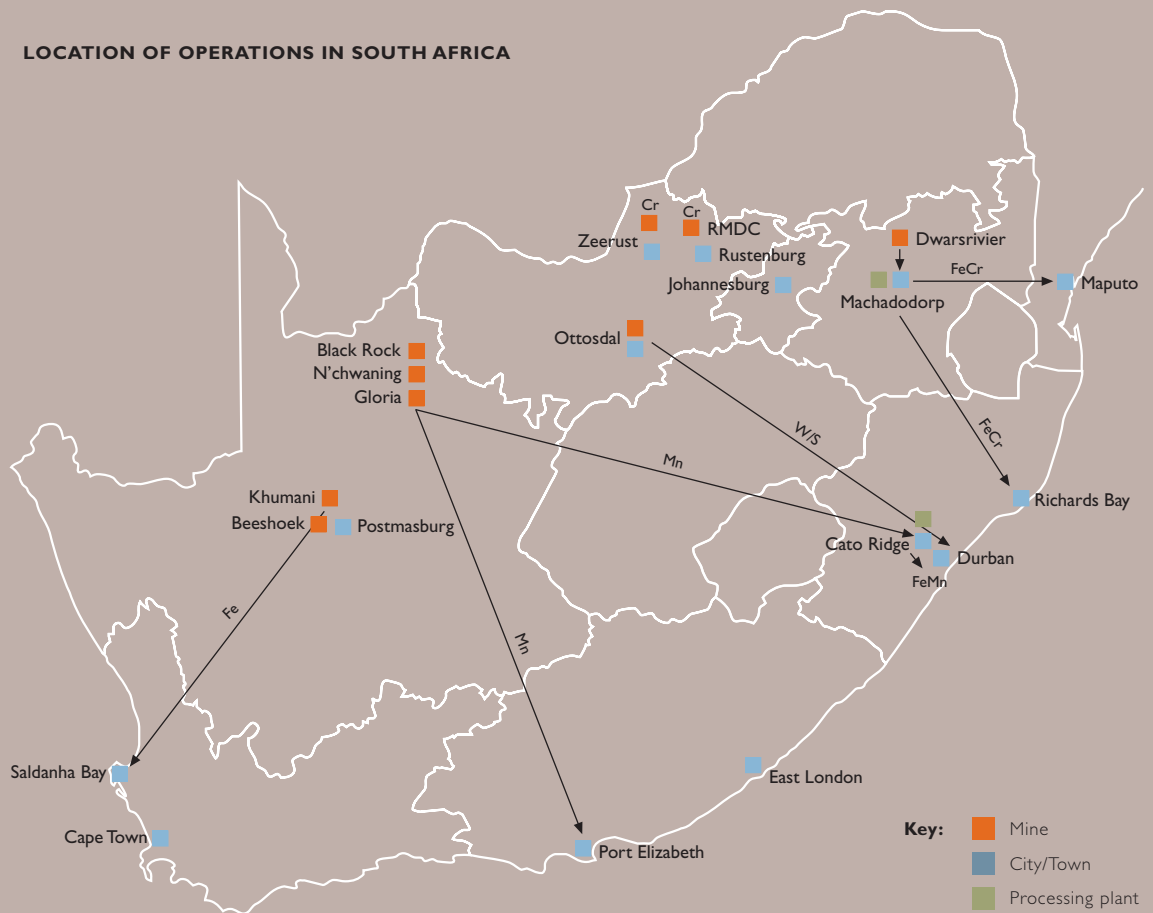 LOCATION OF OPERATIONS IN SOUTH AFRICA
Cr
Cr
RMDC
Zeerust
Rustenburg
Johannesburg
Dwarsrivier
FeCr
Maputo
Machadodorp
Ottosdal
Black Rock
N'chwaning
Gloria
W/S
FeCr
Mn
Khumani
Richards Bay
Beeshoek
Postmasburg
Cato Ridge
Durban
FeMn
Fe
Mn
Saldanha Bay
East London
Cape Town
Port Elizabeth
Key:
Mine
City/Town
Processing plant